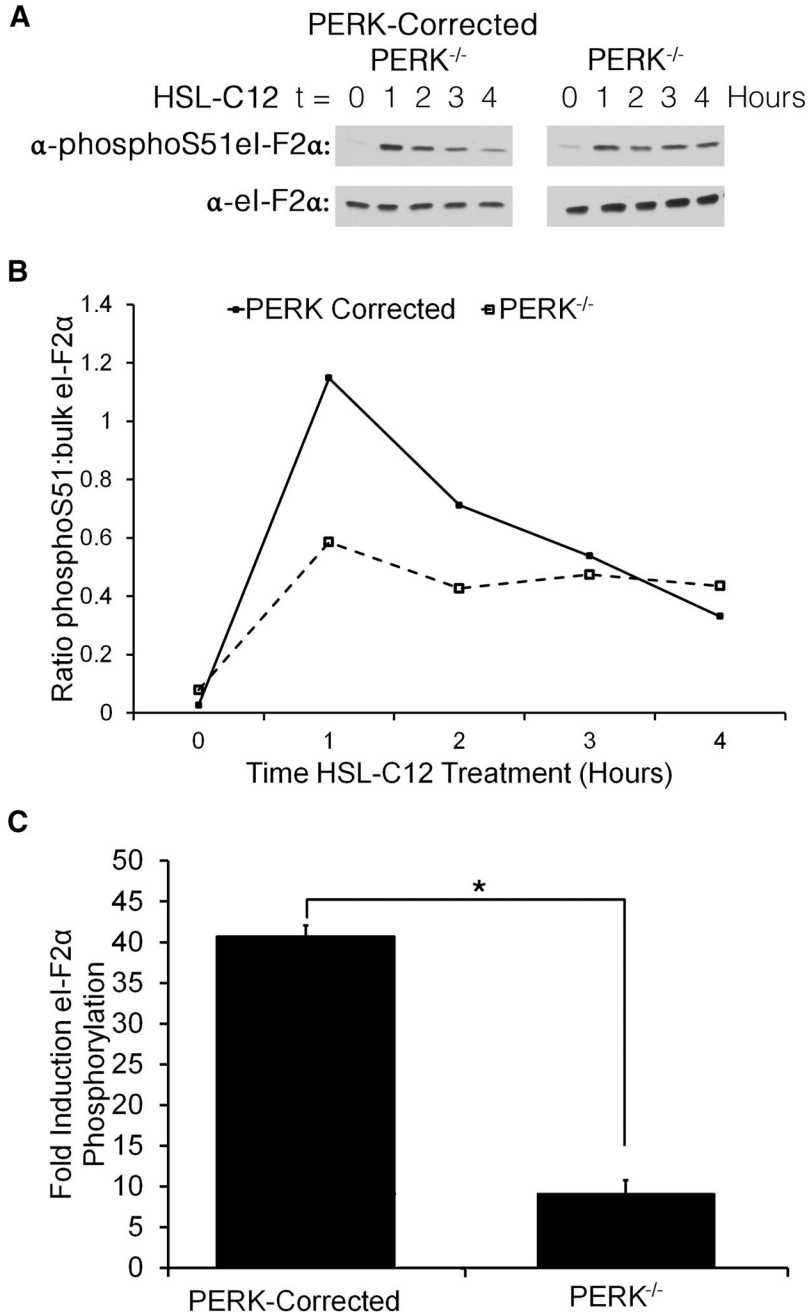 A
PERK-Corrected
PERK-/- PERK-/-
HSL-C12 t = 0 1 2 3 4 0 1 2 3 4 Hours
α-phosphoS51eI-F2α:
α-eI-F2α:
B
PERK Corrected PERK-/-
Ratio phosphoS51:bulk eI-F2α
1.4
1.2
1
0.8
0.6
0.4
0.2
0
0 1 2 3 4
Time HSL-C12 Treatment (Hours)
C
Fold Induction eI-F2α
Phosphorylation
50
45
40
35
30
25
20
15
10
5
0
*
PERK-Corrected PERK-/-